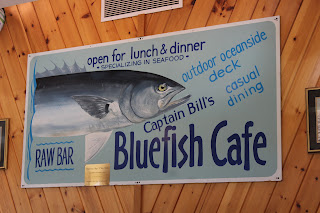 open for lunch & dinner
• SPECIALIZING IN SEAFOOD •
outdoor oceanside
deck
casual
dining
Captain Bill's
Bluefish Cafe
RAW BAR